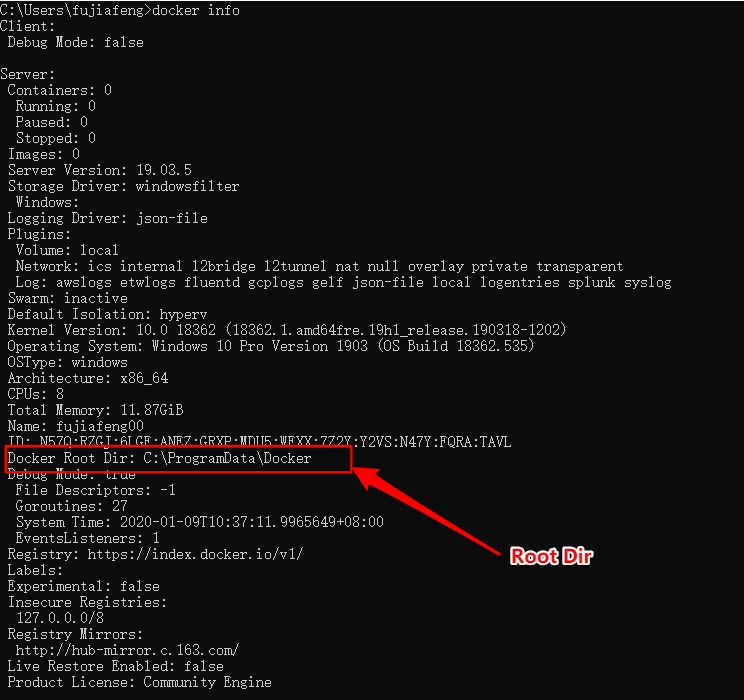 C:\Users\fujiafeng>docker info
Client:
 Debug Mode: false

Server:
 Containers: 0
  Running: 0
  Paused: 0
  Stopped: 0
 Images: 0
 Server Version: 19.03.5
 Storage Driver: windowsfilter
  Windows:
 Logging Driver: json-file
 Plugins:
  Volume: local
  Network: ics internal l2bridge l2tunnel nat null overlay private transparent
  Log: awslogs etwlogs fluentd gcplogs gelf json-file local logentries splunk syslog
 Swarm: inactive
 Default Isolation: hyperv
 Kernel Version: 10.0 18362 (18362.1.amd64fre.19h1_release.190318-1202)
 Operating System: Windows 10 Pro Version 1903 (OS Build 18362.535)
 OSType: windows
 Architecture: x86_64
 CPUs: 8
 Total Memory: 11.87GiB
 Name: fujiafeng00
 ID: N57Q:RZGJ:6LGE:ANEZ:GRXP:MDU5:WEXX:7Z2Y:Y2VS:N47Y:FQRA:TAVL
 Docker Root Dir: C:\ProgramData\Docker
 Debug Mode: true
  File Descriptors: -1
  Goroutines: 27
  System Time: 2020-01-09T10:37:11.9965649+08:00
  EventsListeners: 1
 Registry: https://index.docker.io/v1/
 Labels:
 Experimental: false
 Insecure Registries:
  127.0.0.0/8
 Registry Mirrors:
  http://hub-mirror.c.163.com/
 Live Restore Enabled: false
 Product License: Community Engine
Root Dir